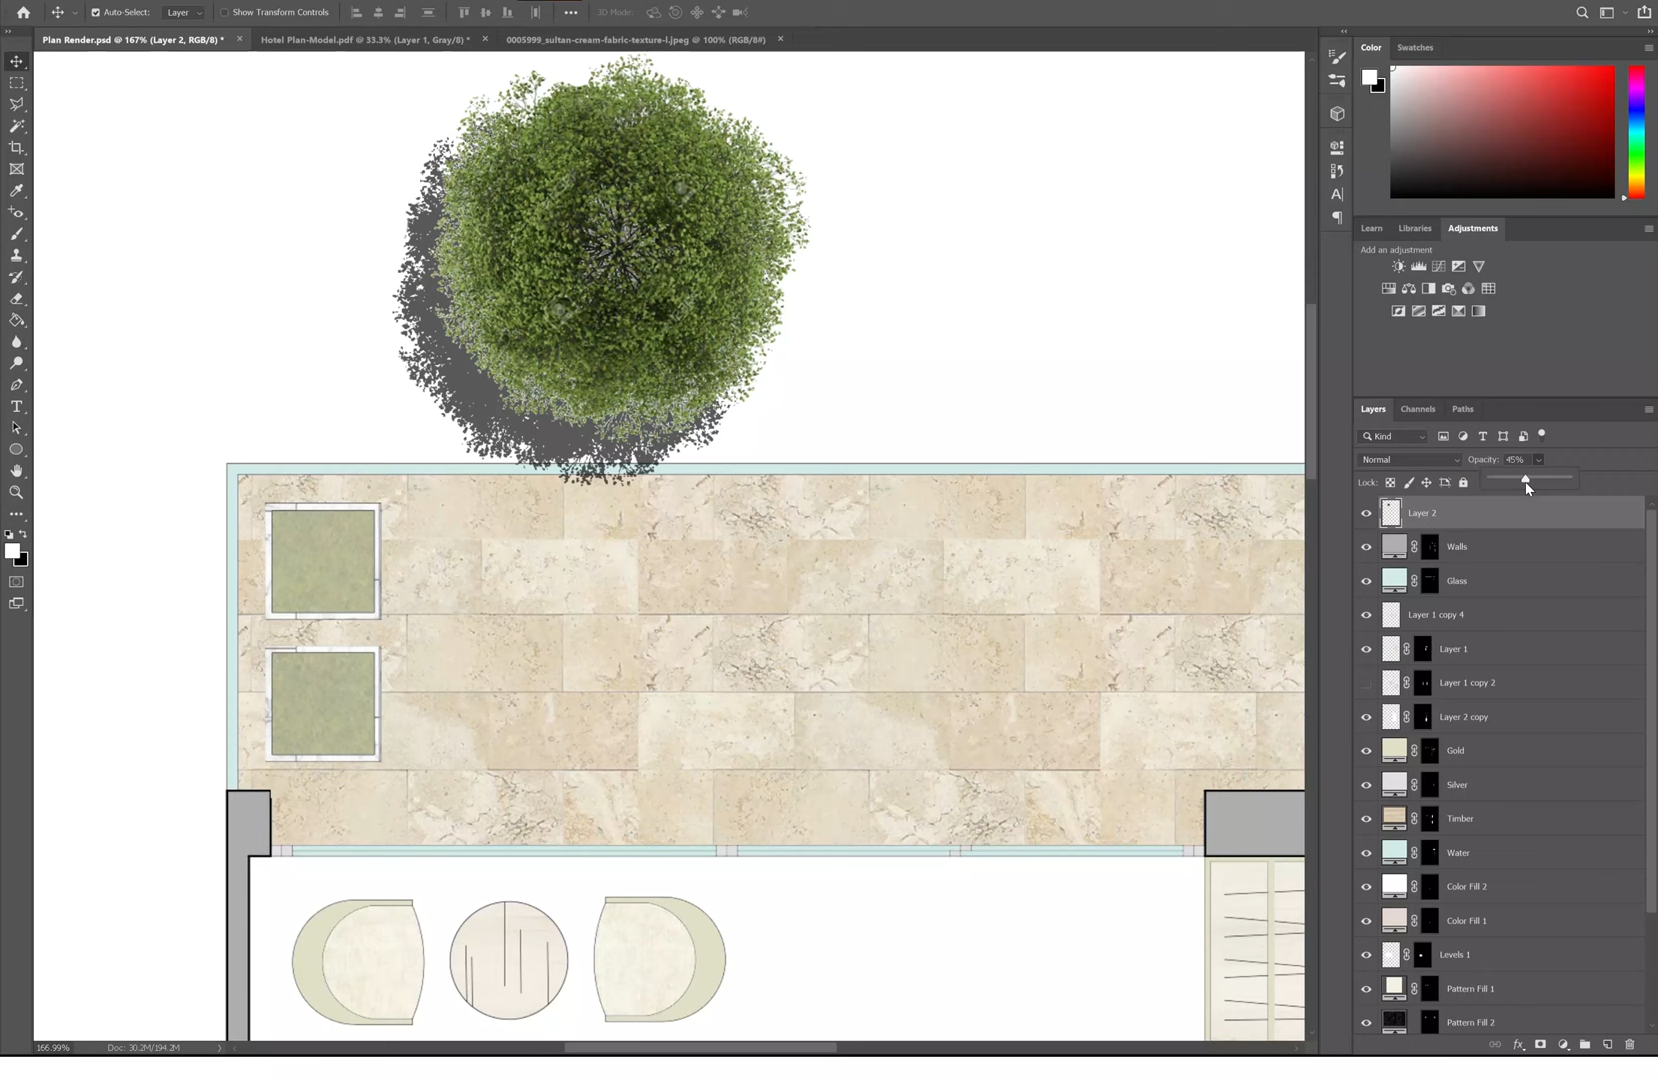 Auto-Select:
Layer
Show Transform Controls
3D Mode:
Plan Render.psd @ 167% (Layer 2, RGB/8) *
Hotel Plan-Model.pdf @ 33.3% (Layer 1, Gray/8) *
0005999_sultan-cream-fabric-texture-l.jpeg @ 100% (RGB/8#)
Color
Swatches
Learn
Libraries
Adjustments
Add an adjustment
Layers
Channels
Paths
Kind
Normal
Opacity: 45%
Lock:
Layer 2
Walls
Glass
Layer 1 copy 4
Layer 1
Layer 1 copy 2
Layer 2 copy
Gold
Silver
Timber
Water
Color Fill 2
Color Fill 1
Levels 1
Pattern Fill 1
Pattern Fill 2
166.99%
Doc: 30.2M/194.2M